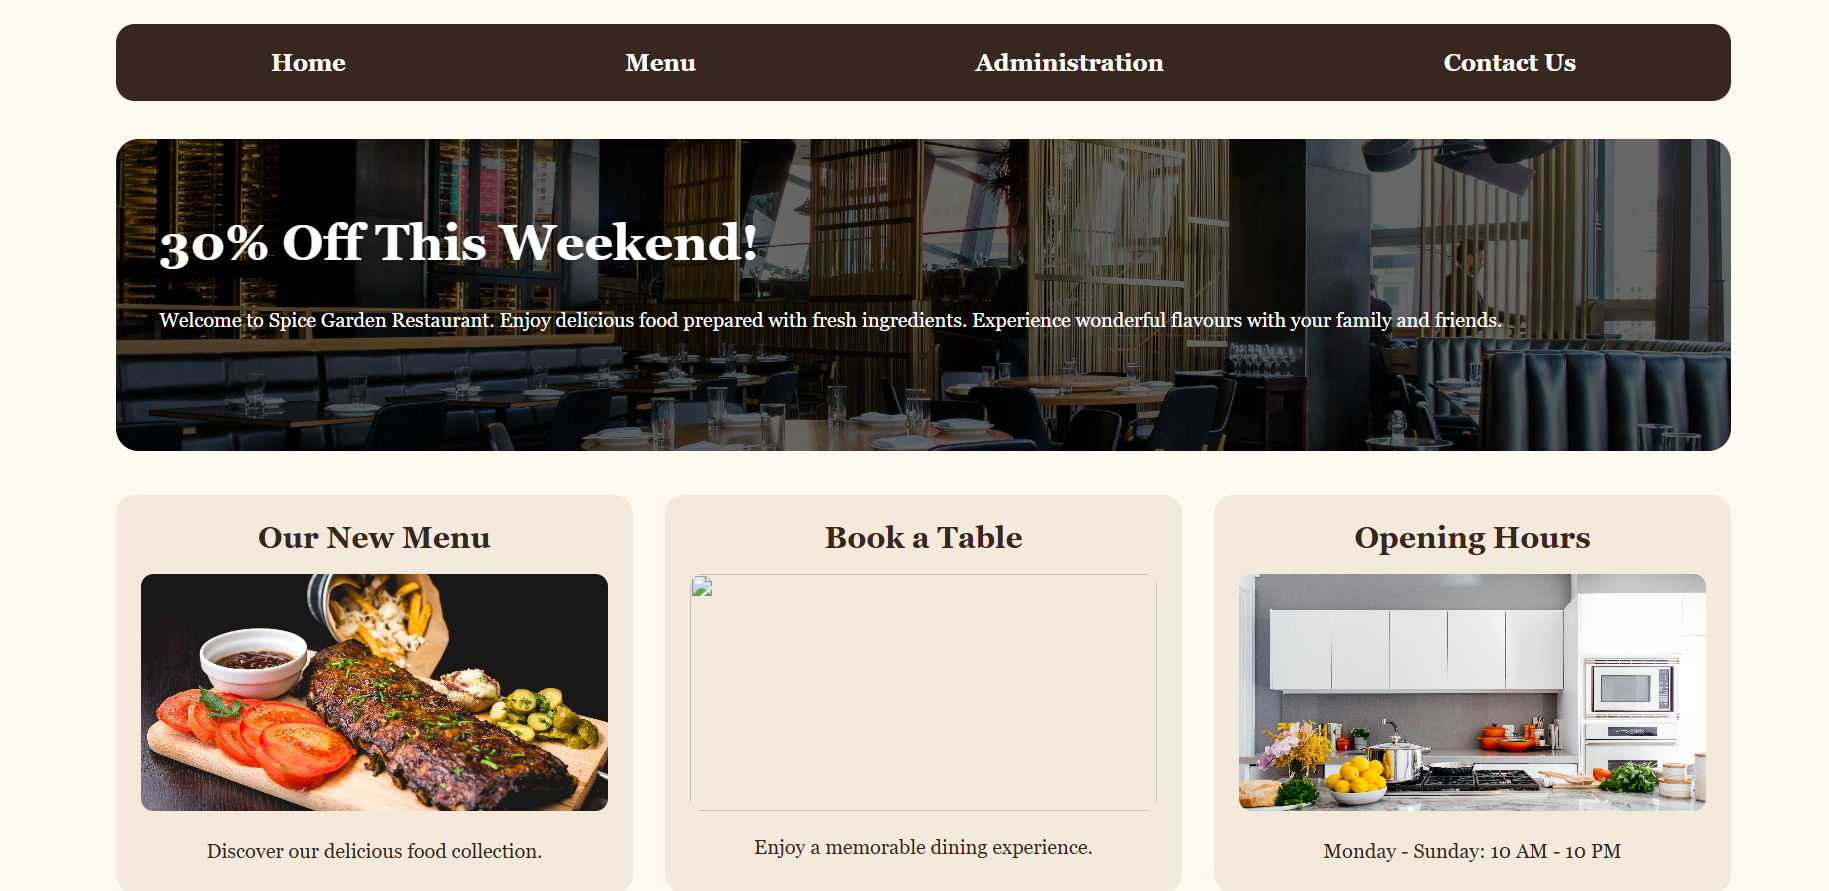 Home Menu Administration Contact Us
30% Off This Weekend!
Welcome to Spice Garden Restaurant. Enjoy delicious food prepared with fresh ingredients. Experience wonderful flavours with your family and friends.
Our New Menu
Discover our delicious food collection.
Book a Table
Enjoy a memorable dining experience.
Opening Hours
Monday - Sunday: 10 AM - 10 PM